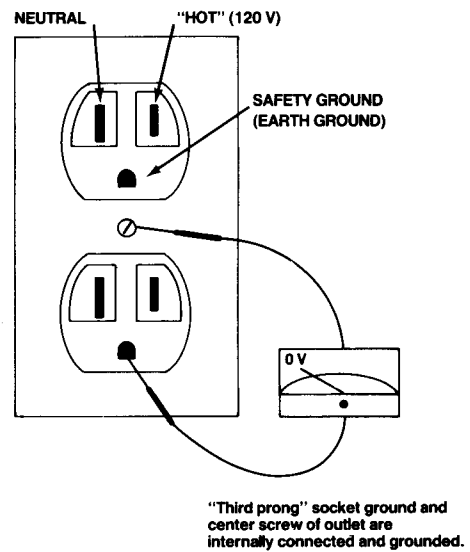 NEUTRAL
"HOT" (120 V)
SAFETY GROUND
(EARTH GROUND)
0 V
"Third prong" socket ground and
center screw of outlet are
internally connected and grounded.